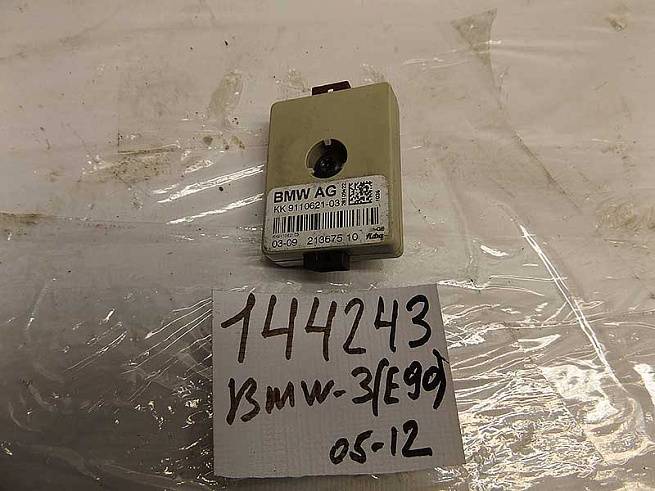 BMW AG
KK 9110621-03
03-09 213675 10
144243
BMW-3(E90)
05-12